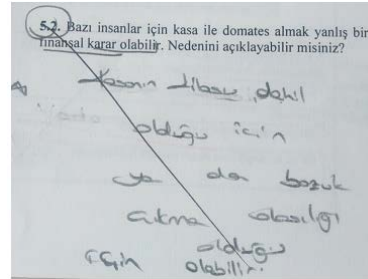 5.2. Bazı insanlar için kasa ile domates almak yanlış bir
finansal karar olabilir. Nedenini açıklayabilir misiniz?
Kasanın dahil
olduğu için
ya da bozuk
çıkma olasılığı
olduğu
için olabilir.